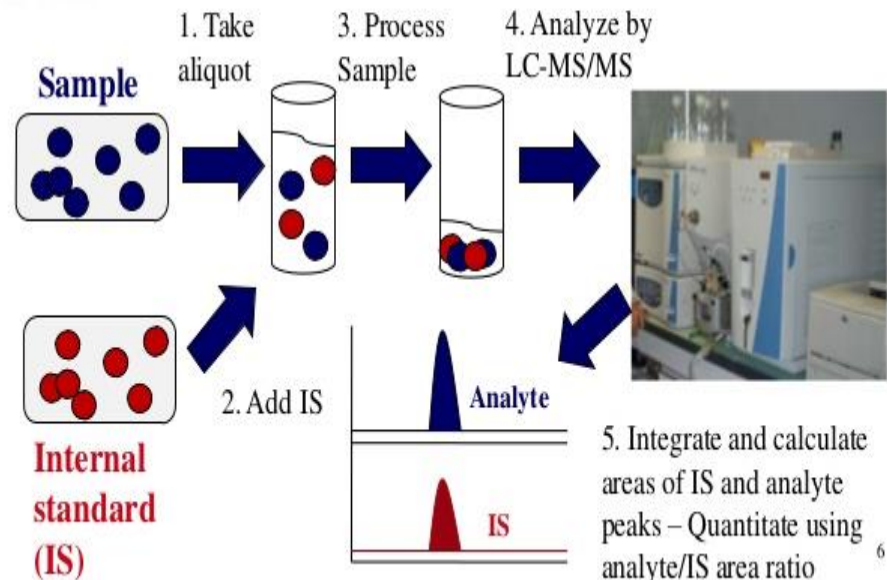 1. Take
aliquot
3. Process
Sample
4. Analyze by
LC-MS/MS
Sample
2. Add IS
Internal
standard
(IS)
Analyte
IS
5. Integrate and calculate
areas of IS and analyte
peaks – Quantitate using
analyte/IS area ratio
6